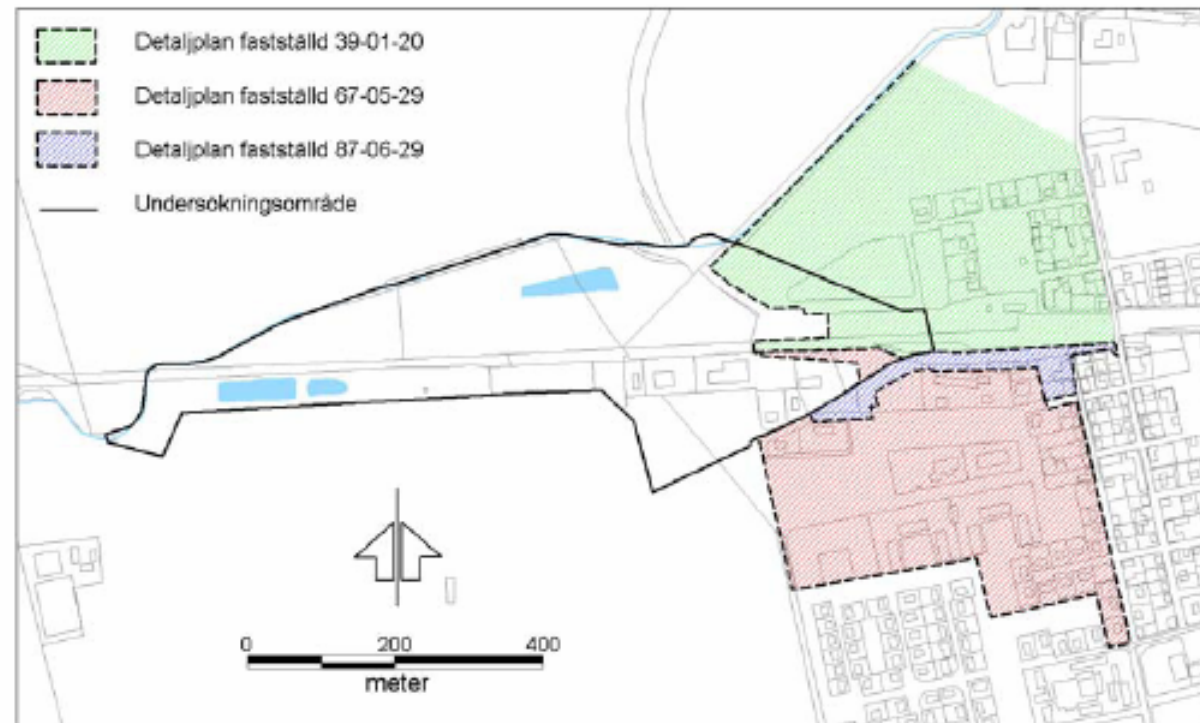 Detaljplan fastställd 39-01-20
Detaljplan fastställd 67-05-29
Detaljplan fastställd 87-06-29
Undersökningsområde
0 200 400
meter